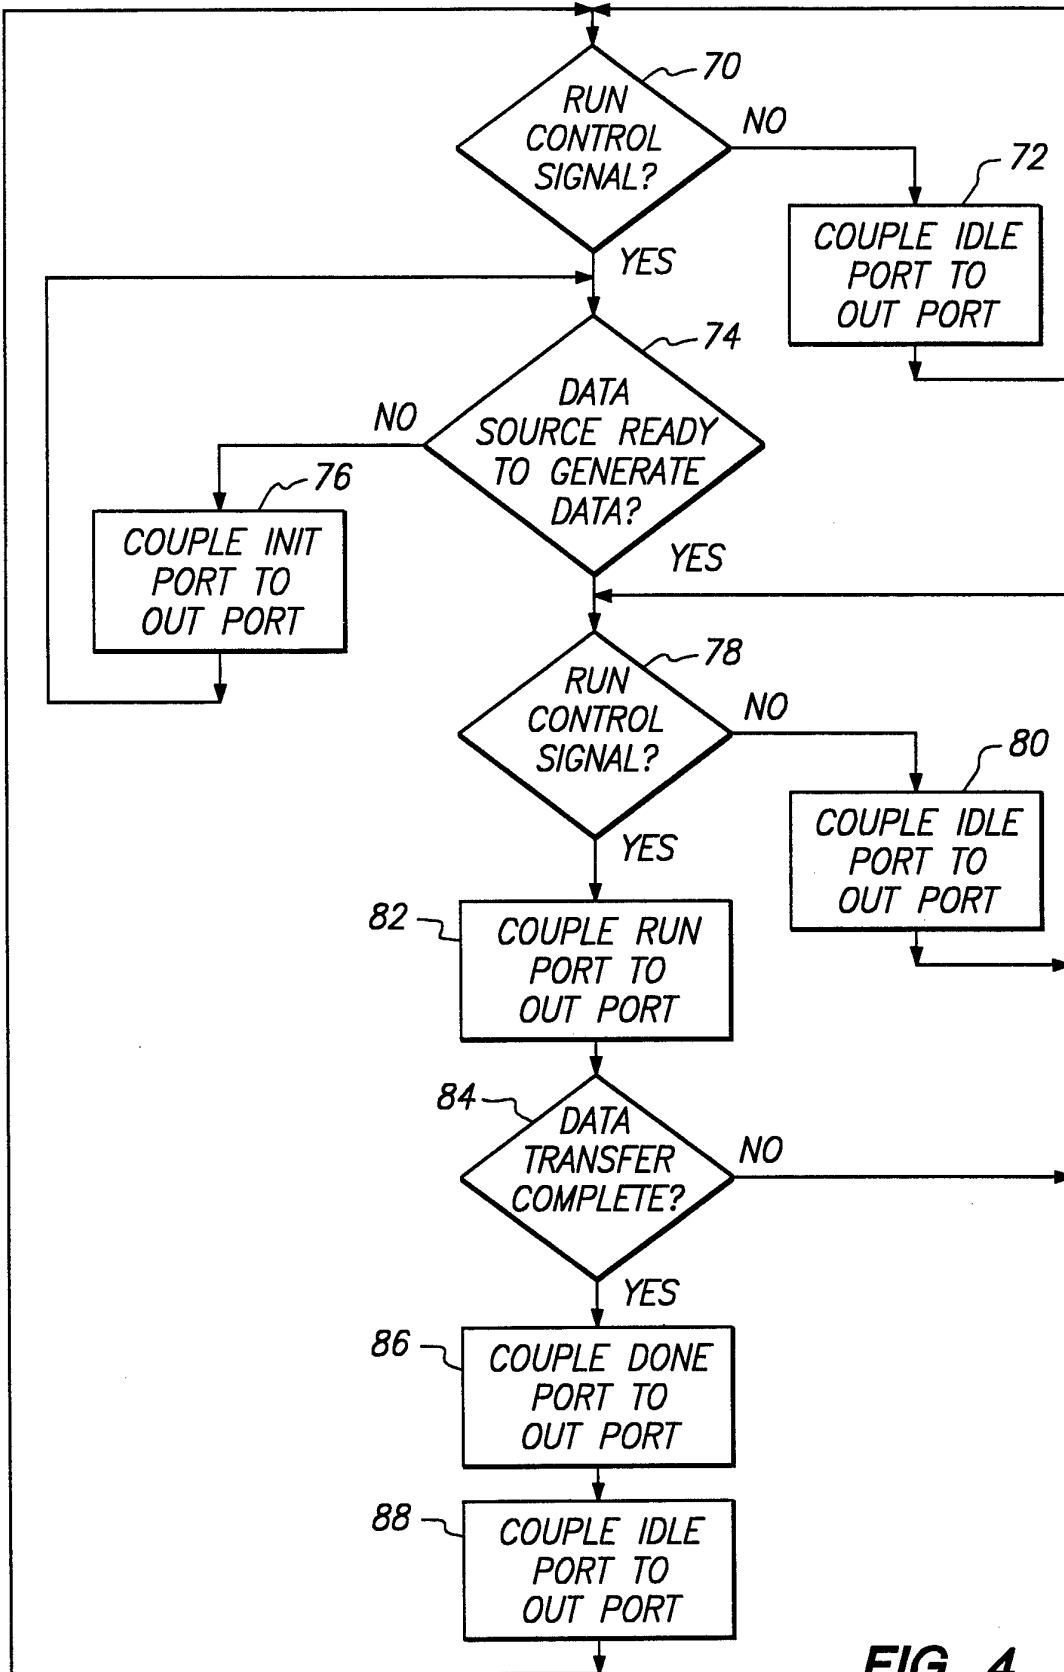 70
RUN
CONTROL
SIGNAL?
NO
72
COUPLE IDLE
PORT TO
OUT PORT
YES
74
DATA
SOURCE READY
TO GENERATE
DATA?
NO
76
COUPLE INIT
PORT TO
OUT PORT
YES
78
RUN
CONTROL
SIGNAL?
NO
80
COUPLE IDLE
PORT TO
OUT PORT
YES
82
COUPLE RUN
PORT TO
OUT PORT
84
DATA
TRANSFER
COMPLETE?
NO
YES
86
COUPLE DONE
PORT TO
OUT PORT
88
COUPLE IDLE
PORT TO
OUT PORT
FIG. 4